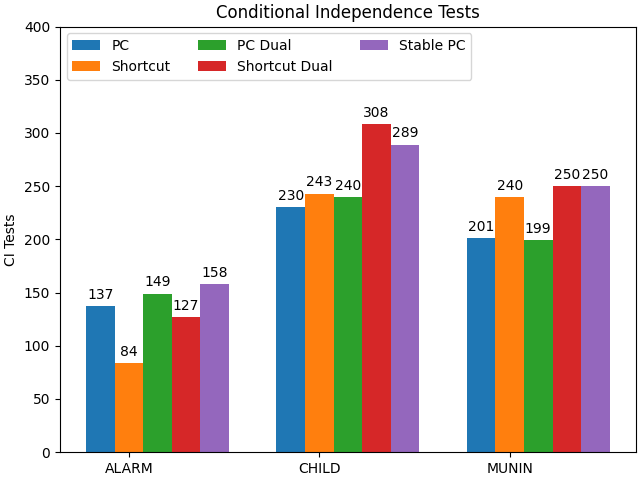 Conditional Independence Tests
PC
Shortcut
PC Dual
Shortcut Dual
Stable PC
CI Tests
400
350
300
250
200
150
100
50
0
137
84
149
127
158
230
243
240
308
289
201
240
199
250
250
ALARM
CHILD
MUNIN